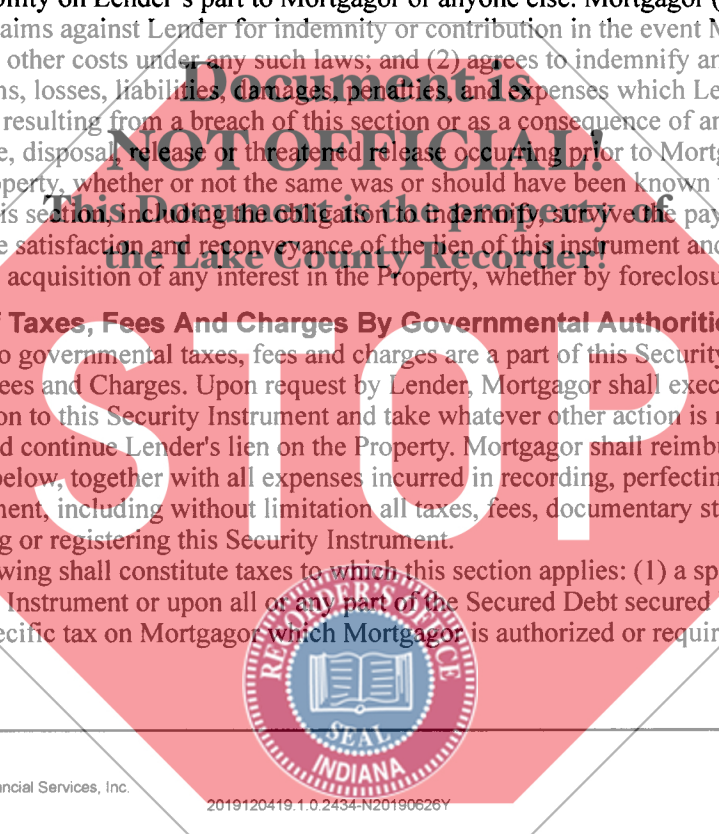 bility on Lender's part to Mortgagor or anyone else. Mortgagor (
aims against Lender for indemnity or contribution in the event M
other costs under any such laws; and (2) agrees to indemnify an
ns, losses, liabilities, damages, penalties, and expenses which Le
resulting from a breach of this section or as a consequence of an
e, disposal, release or threatened release occurring prior to Mortg
operty, whether or not the same was or should have been known
is section, including the obligation to indemnify, survive the pay
e satisfaction and reconveyance of the lien of this instrument and
acquisition of any interest in the Property, whether by foreclosu
Document is
NOT OFFICIAL!
This Document is the property of
the Lake County Recorder!
f Taxes, Fees And Charges By Governmental Authoritie
o governmental taxes, fees and charges are a part of this Security
ees and Charges. Upon request by Lender, Mortgagor shall exec
on to this Security Instrument and take whatever other action is r
d continue Lender's lien on the Property. Mortgagor shall reimbu
below, together with all expenses incurred in recording, perfectin
ment, including without limitation all taxes, fees, documentary st
g or registering this Security Instrument.
wing shall constitute taxes to which this section applies: (1) a sp
Instrument or upon all or any part of the Secured Debt secured
ecific tax on Mortgagor which Mortgagor is authorized or requir
STOP
RECORDER'S OFFICE
SEAL
INDIANA
ncial Services, Inc.
2019120419.1.0.2434-N20190626Y